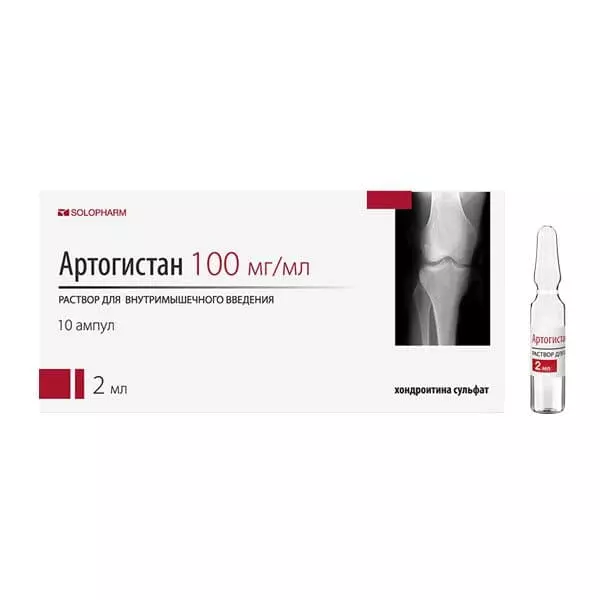 SOLOPHARM
Артогистан 100 мг/мл
РАСТВОР ДЛЯ ВНУТРИМЫШЕЧНОГО ВВЕДЕНИЯ
10 ампул
2 мл
хондроитина сульфат
Артогистан
РАСТВОР ДЛЯ
2 мл